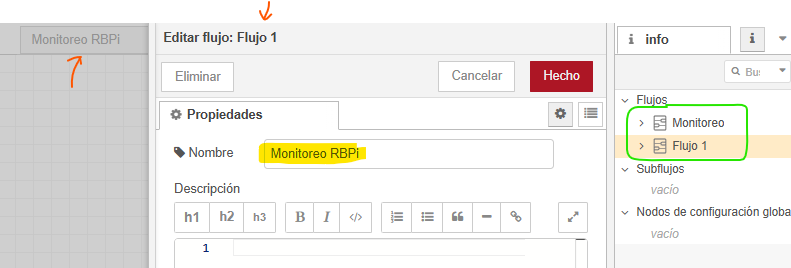 Monitoreo RBPi
Editar flujo: Flujo 1
Eliminar
Cancelar
Hecho
Propiedades
Nombre
Monitoreo RBPi
Descripción
h1
h2
h3
B
I
</>
1
info
i
Bus
Flujos
Monitoreo
Flujo 1
Subflujos
vacío
Nodos de configuración globa
vacío